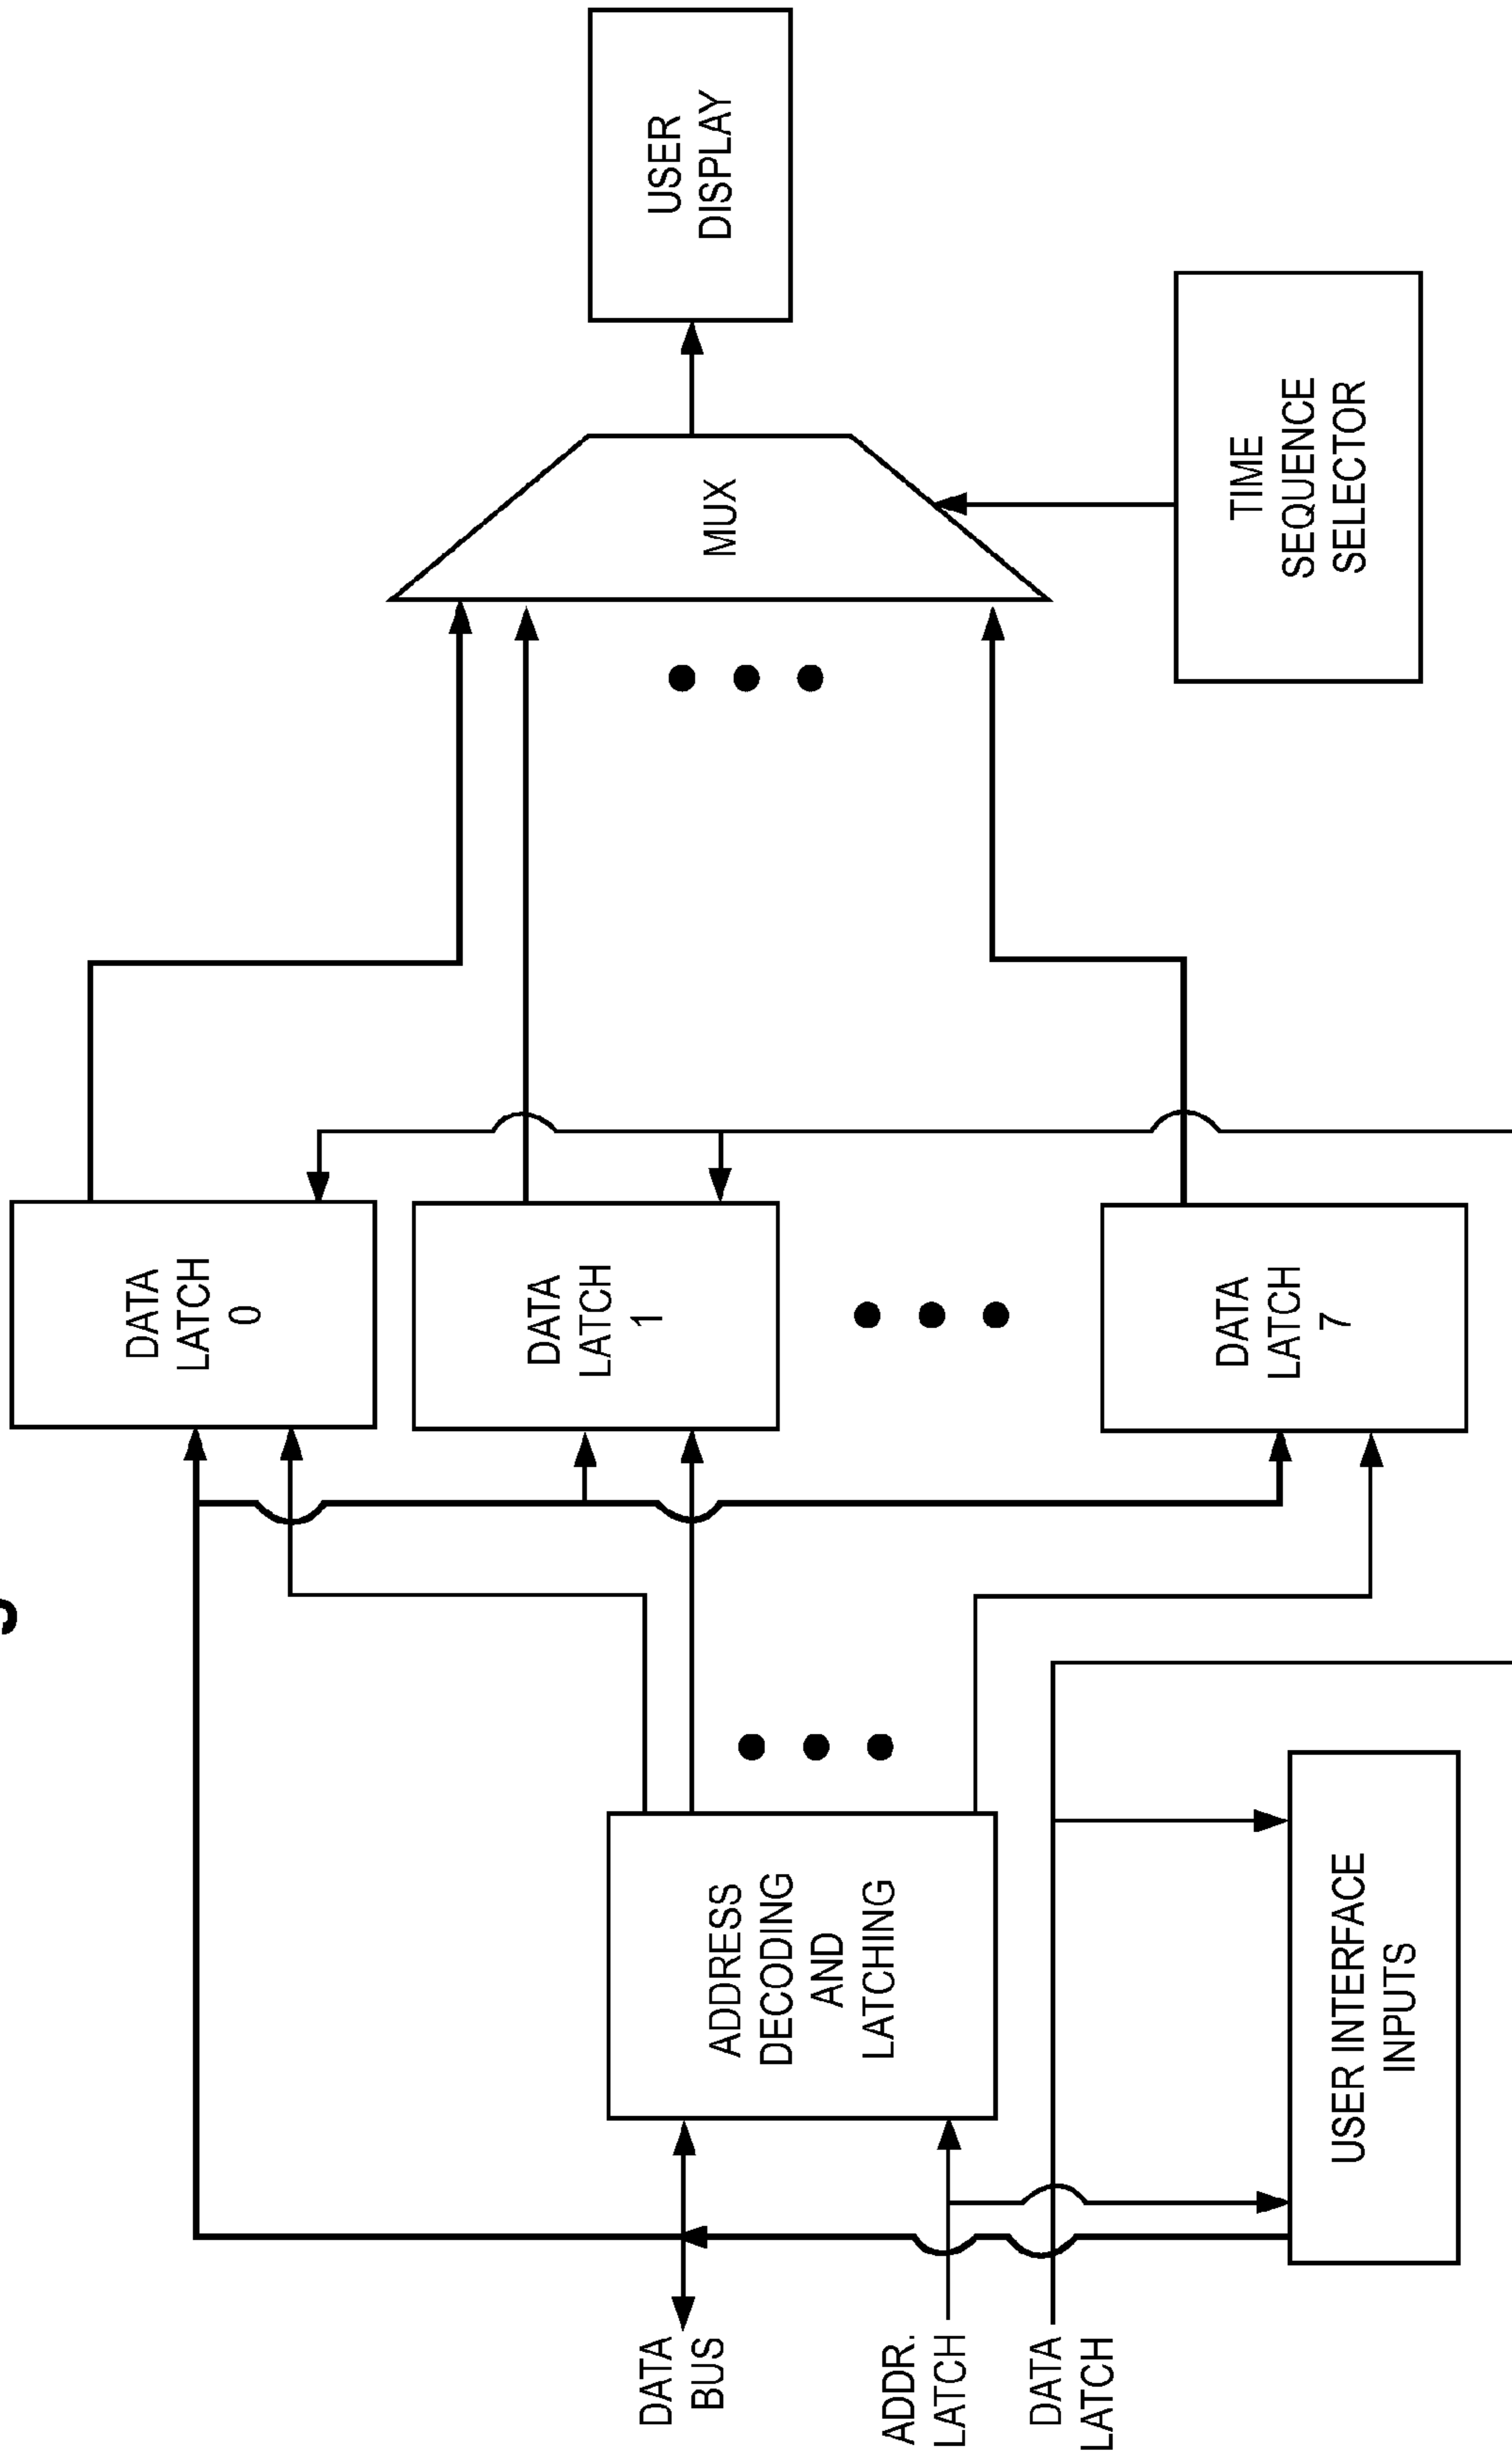 DATA
LATCH
0
DATA
LATCH
1
DATA
LATCH
7
ADDRESS
DECODING
AND
LATCHING
USER INTERFACE
INPUTS
DATA
BUS
ADDR.
LATCH
DATA
LATCH
MUX
USER
DISPLAY
TIME
SEQUENCE
SELECTOR